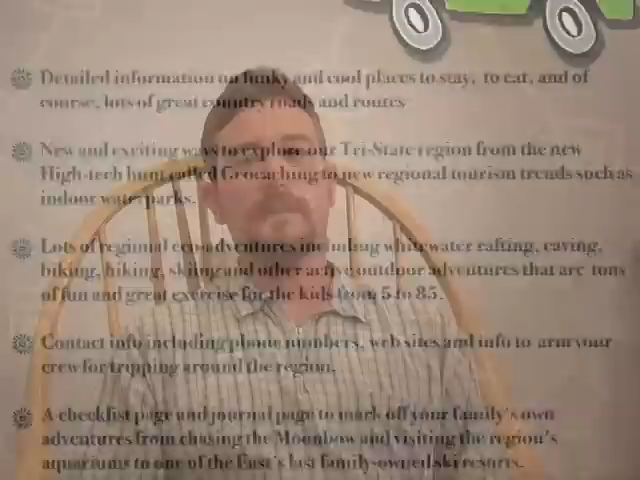 Detailed information on funky and cool places to stay, to eat, and of
course, lots of great country roads and routes
New and exciting ways to explore our Tri-State region from the new
High-tech hunt called Geocaching to new regional tourism trends such as
indoor waterparks.
Lots of regional eco-adventures including whitewater rafting, caving,
biking, hiking, skiing and other active outdoor adventures that are tons
of fun and great exercise for the kids from 5 to 85.
Contact info including phone numbers, web sites and info to arm your
crew for tripping around the region.
A checklist page and journal page to mark off your family's own
adventures from chasing the Moonbow and visiting the region's
aquariums to one of the East's last family-owned ski resorts.